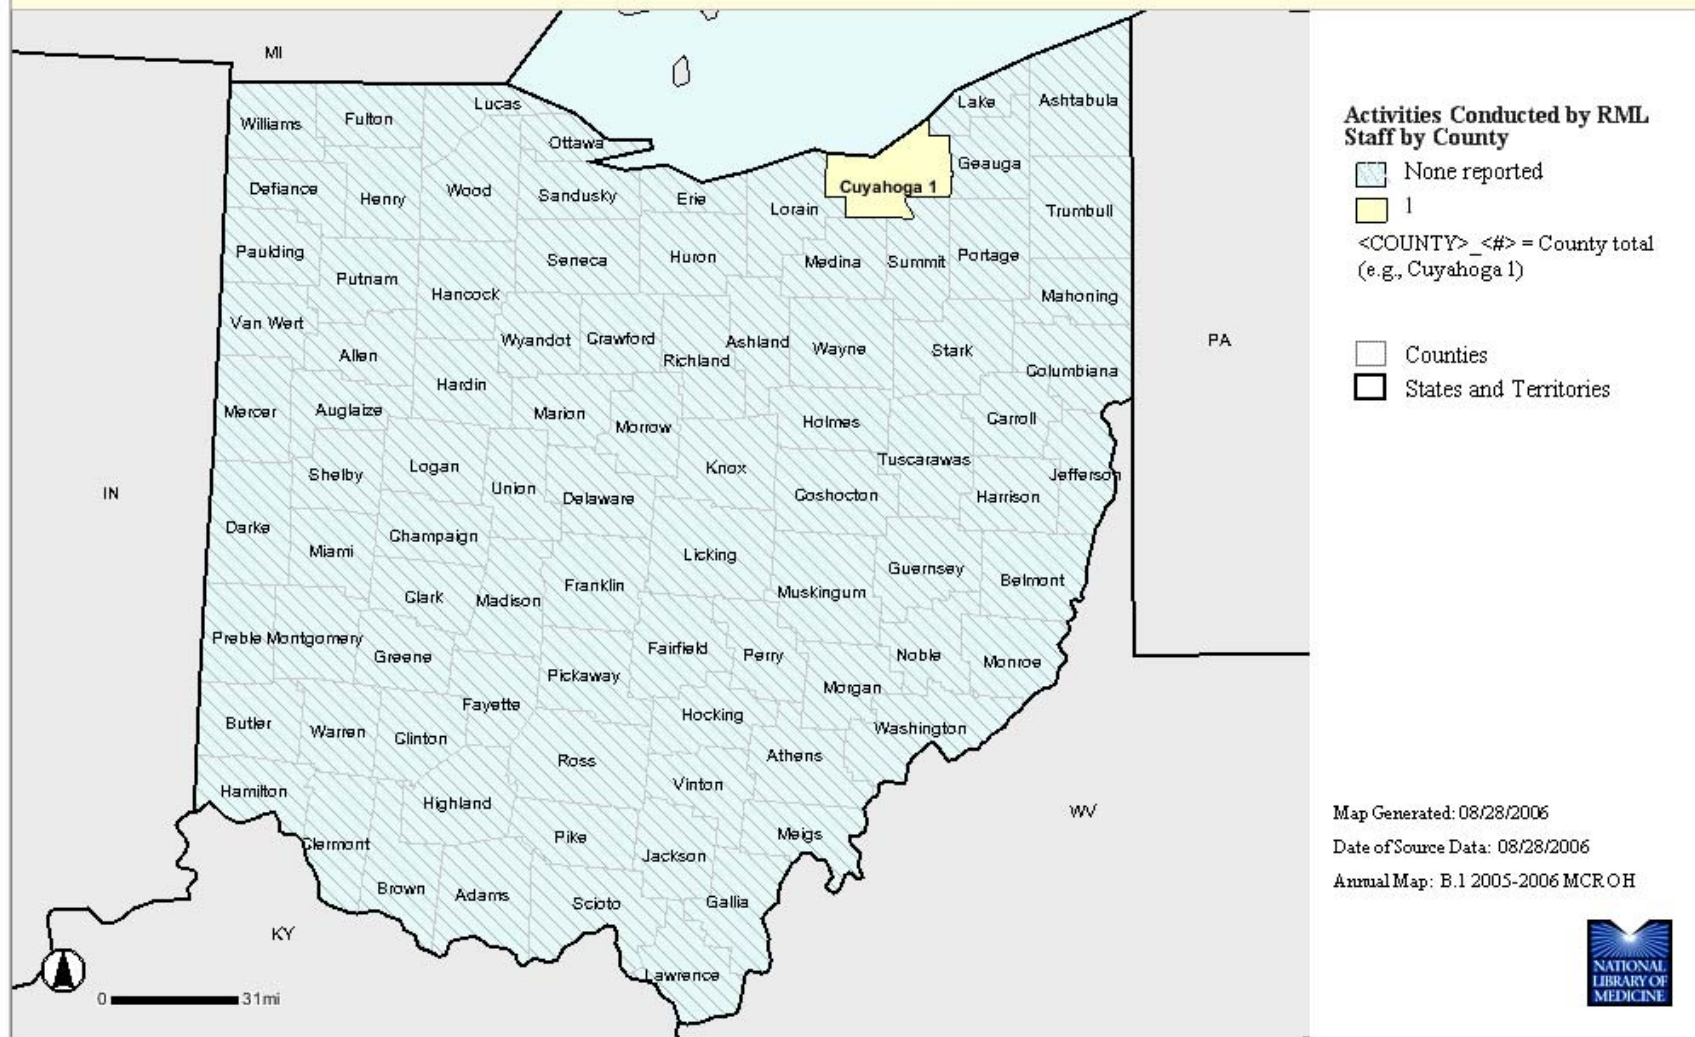 MI
Lake
Ashtabula
Lucas
Fulton
Williams
Ottawa
Geauga
Cuyahoga 1
Defiance
Henry
Wood
Sandusky
Erie
Lorain
Trumbull
Paulding
Putnam
Seneca
Huron
Medina
Summit
Portage
Hancock
Mahoning
Van Wert
Allen
Wyandot
Crawford
Richland
Ashland
Wayne
Stark
PA
Columbiana
Hardin
Mercer
Auglaize
Marion
Morrow
Holmes
Carroll
Tuscarawas
Shelby
Logan
Knox
Jefferson
IN
Union
Delaware
Coshocton
Harrison
Darke
Miami
Champaign
Licking
Guernsey
Belmont
Clark
Madison
Franklin
Muskingum
Preble
Montgomery
Greene
Fairfield
Perry
Noble
Monroe
Pickaway
Morgan
Fayette
Hocking
Washington
Butler
Warren
Clinton
Ross
Athens
Vinton
Hamilton
Highland
WV
Clermont
Pike
Jackson
Meigs
Brown
Adams
Scioto
Gallia
KY
Lawrence
0 31mi
Activities Conducted by RML
Staff by County
None reported
1
<COUNTY>_<#> = County total
(e.g., Cuyahoga 1)
Counties
States and Territories
Map Generated: 08/28/2006
Date of Source Data: 08/28/2006
Annual Map: B.1 2005-2006 MCR OH
NATIONAL
LIBRARY OF
MEDICINE